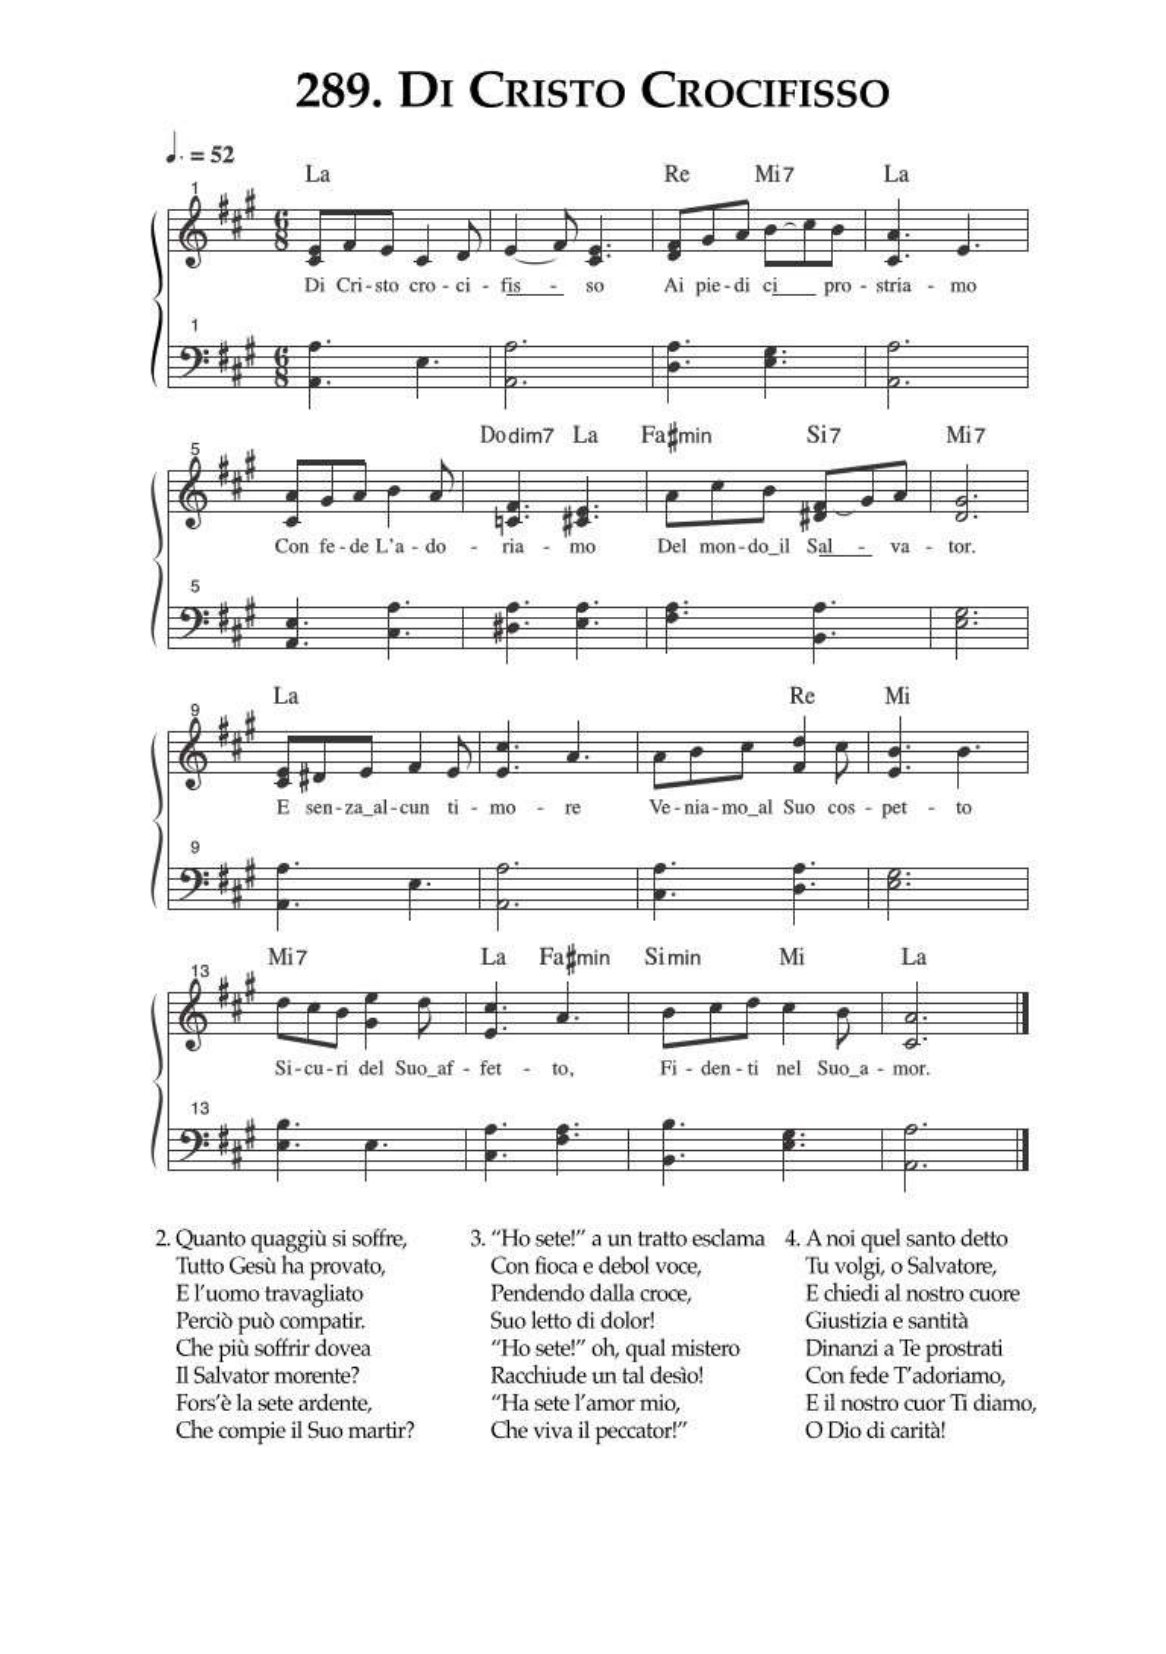 289. Di Cristo Crocifisso
♩. = 52
La Re Mi7 La
1
6 8
Di Cri-sto cro-ci-fis-so Ai pie-di ci pro-stria-mo
1
6 8
Dodim7 La Fa♯min Si7 Mi7
5
Con fe-de L'a-do-ria-mo Del mon-do_il Sal-va-tor.
5
La Re Mi
9
E sen-za_al-cun ti-mo-re Ve-nia-mo_al Suo cos-pet-to
9
Mi7 La Fa♯min Simin Mi La
13
Si-cu-ri del Suo_af-fet-to, Fi-den-ti nel Suo_a-mor.
13
2. Quanto quaggiù si soffre,
Tutto Gesù ha provato,
E l'uomo travagliato
Perciò può compatir.
Che più soffrir dovea
Il Salvator morente?
Fors'è la sete ardente,
Che compie il Suo martir?
3. “Ho sete!” a un tratto esclama
Con fioca e debol voce,
Pendendo dalla croce,
Suo letto di dolor!
“Ho sete!” oh, qual mistero
Racchiude un tal desìo!
“Ha sete l'amor mio,
Che viva il peccator!”
4. A noi quel santo detto
Tu volgi, o Salvatore,
E chiedi al nostro cuore
Giustizia e santità
Dinanzi a Te prostrati
Con fede T'adoriamo,
E il nostro cuor Ti diamo,
O Dio di carità!